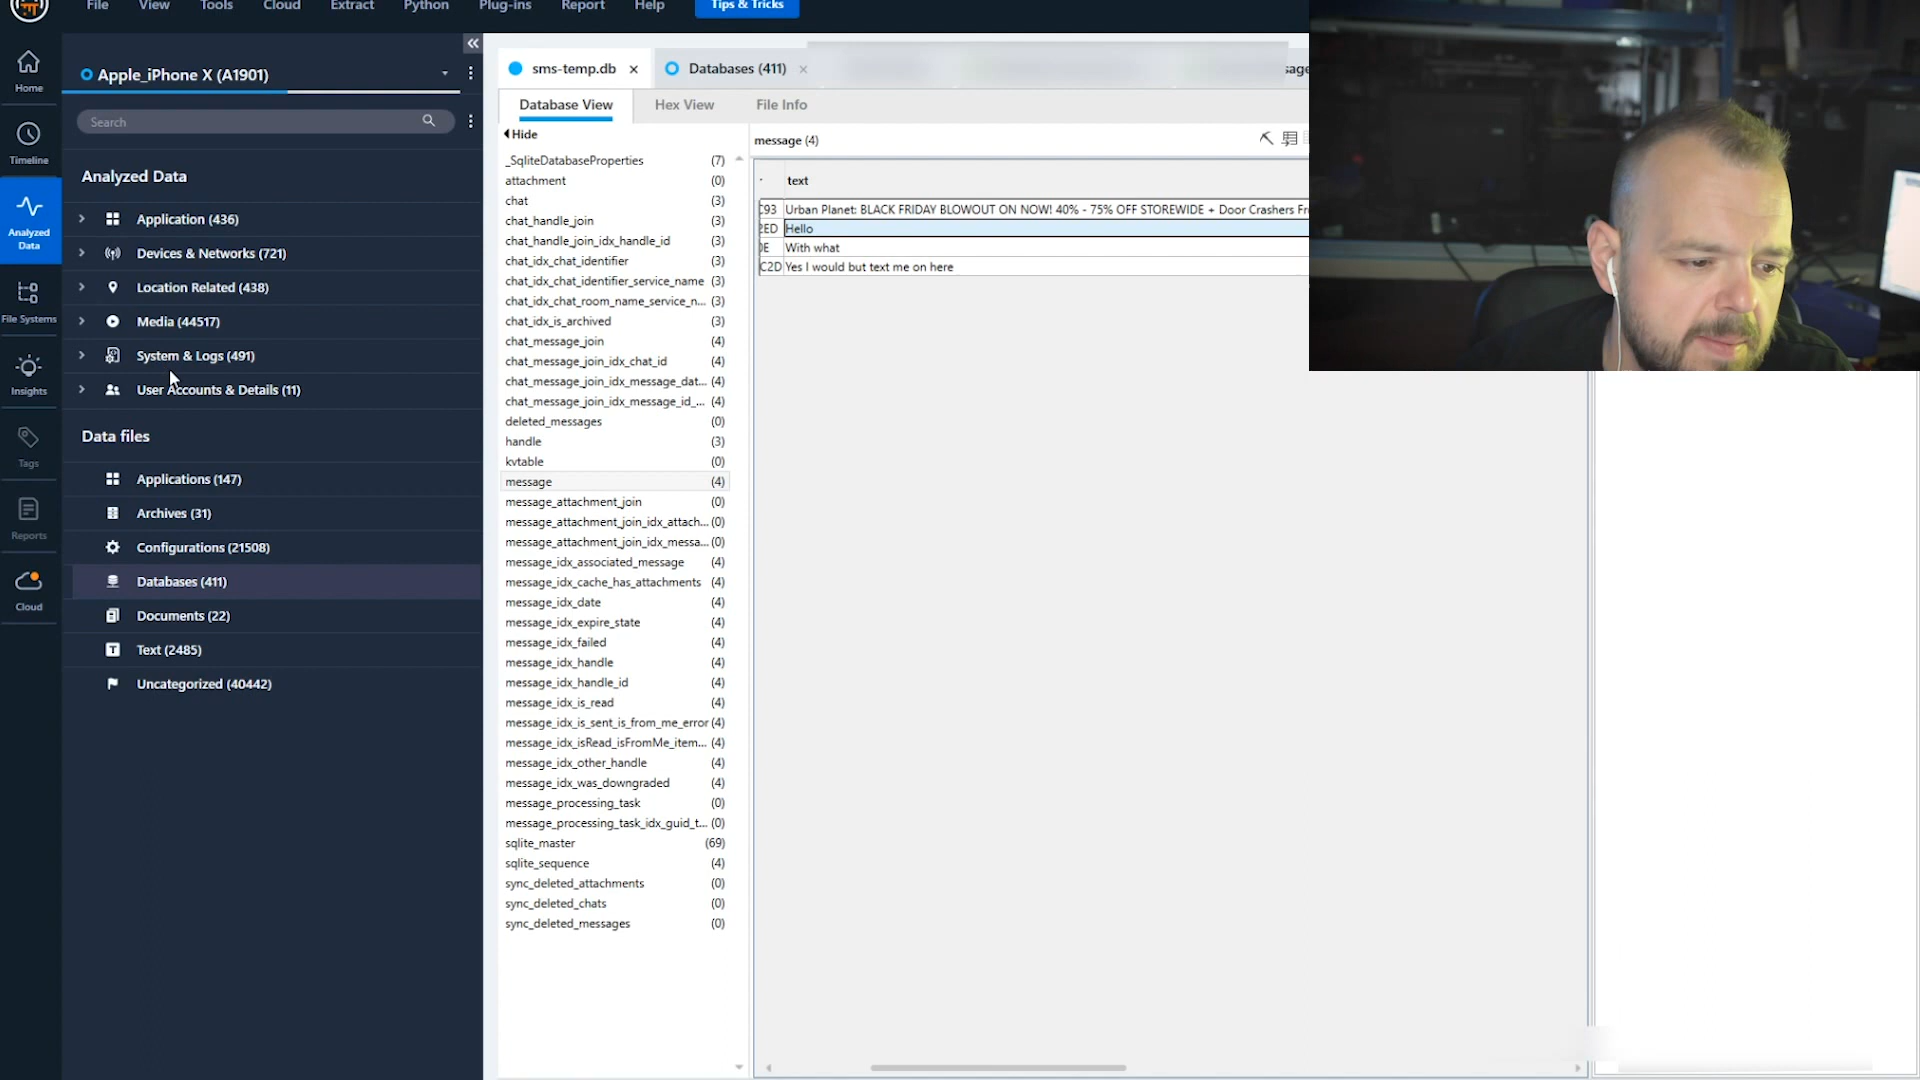 File View Tools Cloud Extract Python Plug-ins Report Help Tips & Tricks
Home
Timeline
Analyzed Data
File Systems
Insights
Tags
Reports
Cloud
Apple_iPhone X (A1901)
Search
Analyzed Data
Application (436)
Devices & Networks (721)
Location Related (438)
Media (44517)
System & Logs (491)
User Accounts & Details (11)
Data files
Applications (147)
Archives (31)
Configurations (21508)
Databases (411)
Documents (22)
Text (2485)
Uncategorized (40442)
sms-temp.db Databases (411)
Database View Hex View File Info
Hide
_SqliteDatabaseProperties (7)
attachment (0)
chat (3)
chat_handle_join (3)
chat_handle_join_idx_handle_id (3)
chat_idx_chat_identifier (3)
chat_idx_chat_identifier_service_name (3)
chat_idx_chat_room_name_service_n... (3)
chat_idx_is_archived (3)
chat_message_join (4)
chat_message_join_idx_chat_id (4)
chat_message_join_idx_message_dat... (4)
chat_message_join_idx_message_id_... (4)
deleted_messages (0)
handle (3)
kvtable (0)
message (4)
message_attachment_join (0)
message_attachment_join_idx_attach... (0)
message_attachment_join_idx_messa... (0)
message_idx_associated_message (4)
message_idx_cache_has_attachments (4)
message_idx_date (4)
message_idx_expire_state (4)
message_idx_failed (4)
message_idx_handle (4)
message_idx_handle_id (4)
message_idx_is_read (4)
message_idx_is_sent_is_from_me_error (4)
message_idx_isRead_isFromMe_item... (4)
message_idx_other_handle (4)
message_idx_was_downgraded (4)
message_processing_task (0)
message_processing_task_idx_guid_t... (0)
sqlite_master (69)
sqlite_sequence (4)
sync_deleted_attachments (0)
sync_deleted_chats (0)
sync_deleted_messages (0)
message (4)
text
C93 Urban Planet: BLACK FRIDAY BLOWOUT ON NOW! 40% - 75% OFF STOREWIDE + Door Crashers Fr
2ED Hello
With what
C2D Yes I would but text me on here